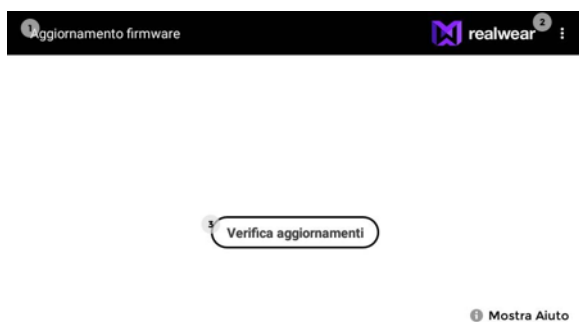 1 Aggiornamento firmware
realwear 2
3 Verifica aggiornamenti
Mostra Aiuto